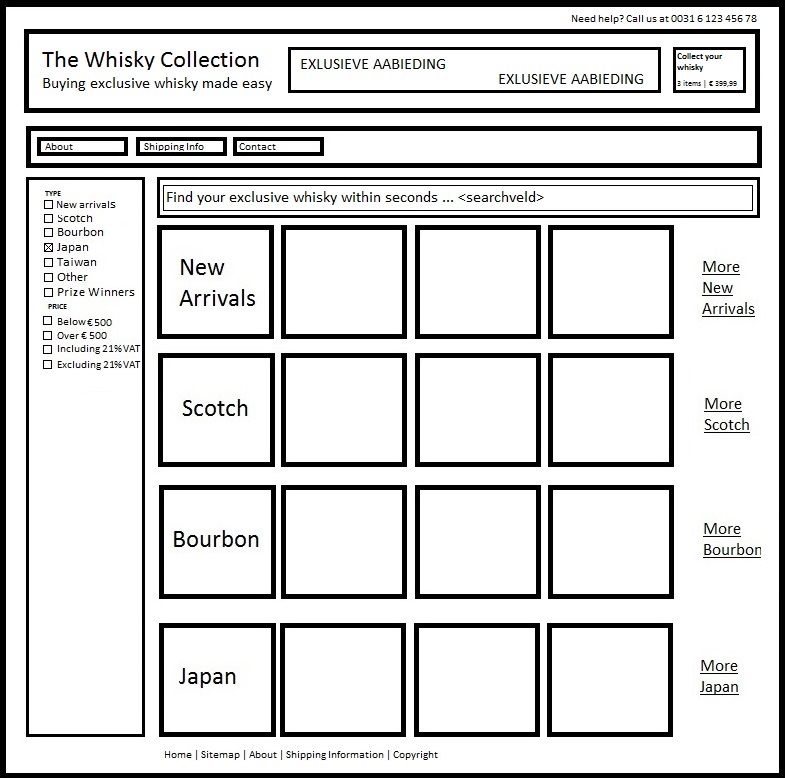 Need help? Call us at 0031 6 123 456 78
The Whisky Collection
Buying exclusive whisky made easy
EXLUSIEVE AABIEDING
EXLUSIEVE AABIEDING
Collect your
whisky
3 items | € 399,99
About
Shipping Info
Contact
TYPE
New arrivals
Scotch
Bourbon
Japan
Taiwan
Other
Prize Winners
PRICE
Below €500
Over € 500
Including 21%VAT
Excluding 21%VAT
Find your exclusive whisky within seconds ... <searchveld>
New
Arrivals
More
New
Arrivals
Scotch
More
Scotch
Bourbon
More
Bourbon
Japan
More
Japan
Home | Sitemap | About | Shipping Information | Copyright